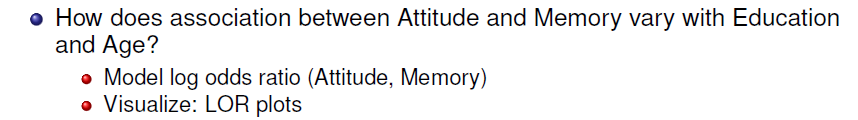 How does association between Attitude and Memory vary with Education
and Age?
Model log odds ratio (Attitude, Memory)
Visualize: LOR plots